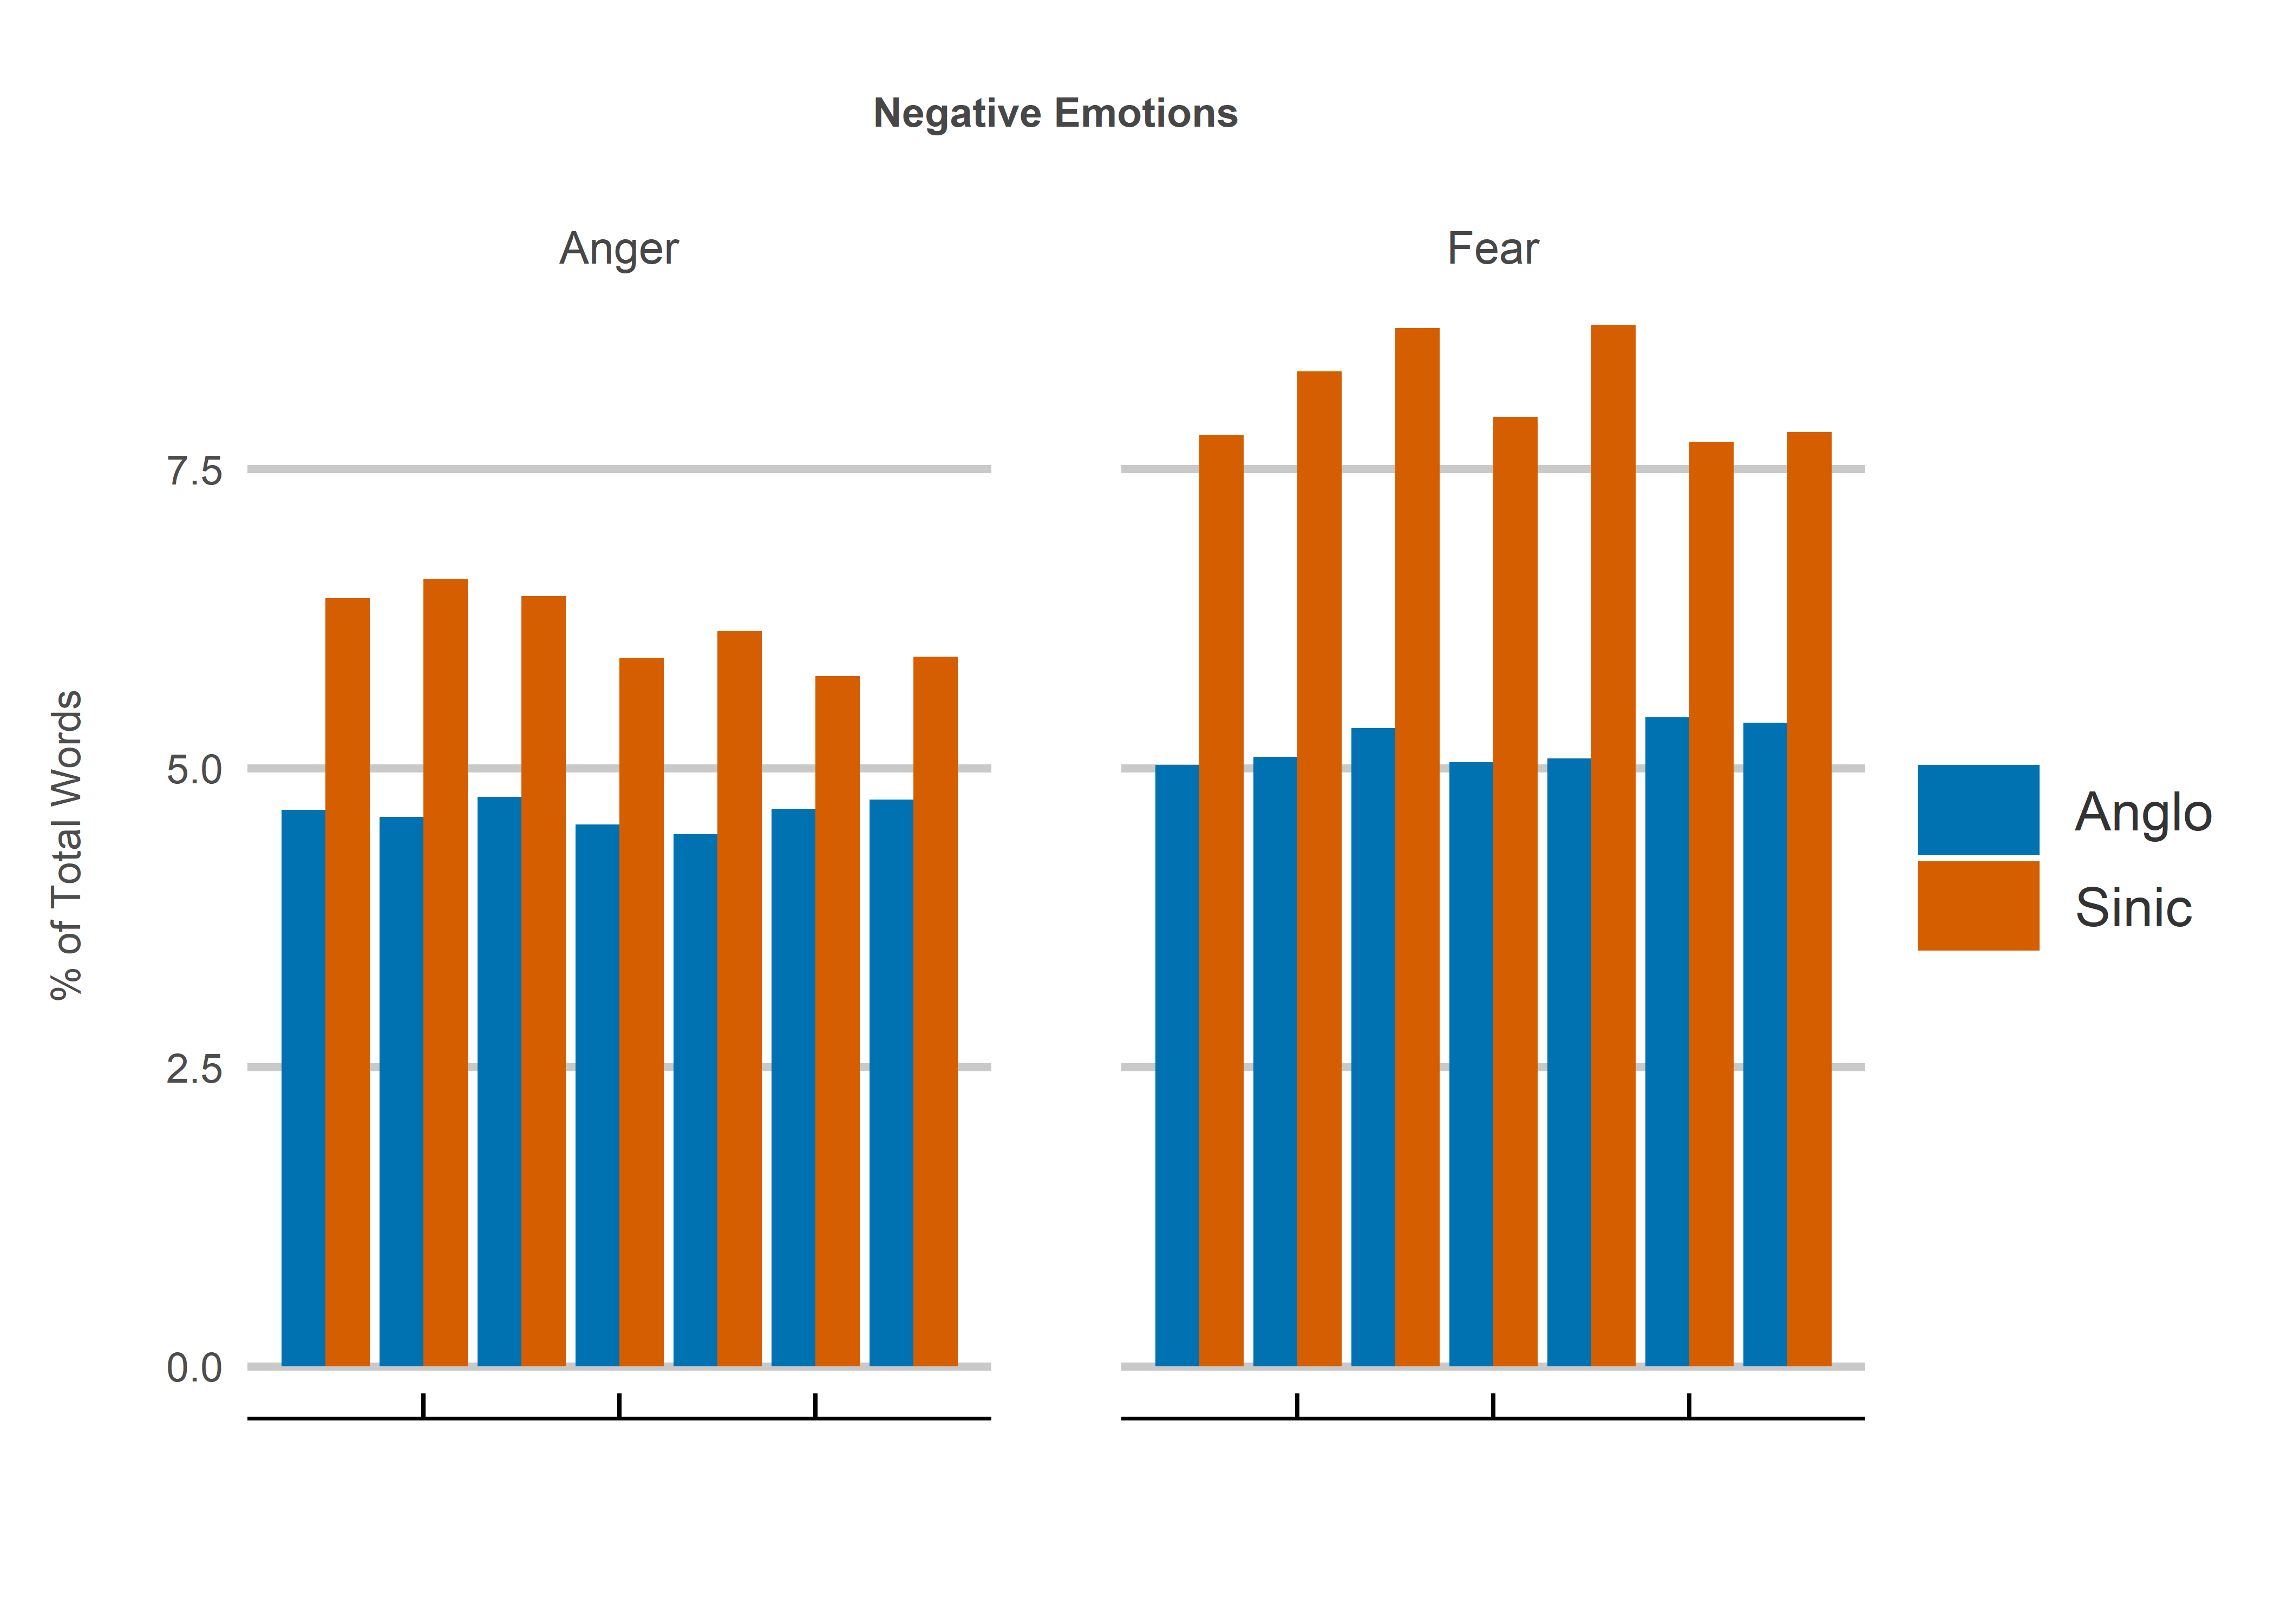 Negative Emotions
Anger
Fear
7.5
5.0
2.5
0.0
% of Total Words
Anglo
Sinic